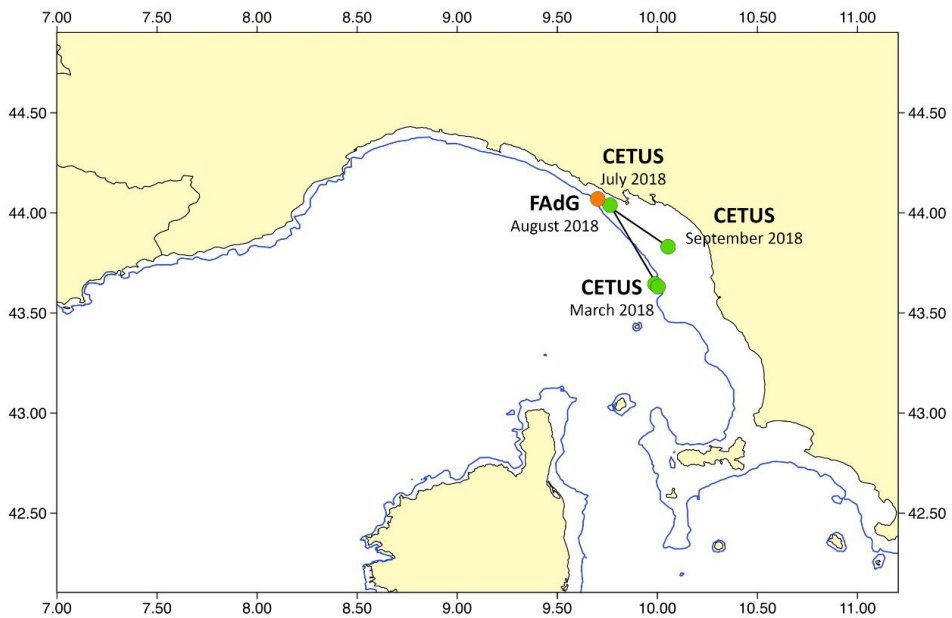 7.00 7.50 8.00 8.50 9.00 9.50 10.00 10.50 11.00
44.50 44.50
CETUS
July 2018
44.00 FAdG CETUS 44.00
August 2018 September 2018
CETUS
March 2018
43.50 43.50
43.00 43.00
42.50 42.50
7.00 7.50 8.00 8.50 9.00 9.50 10.00 10.50 11.00